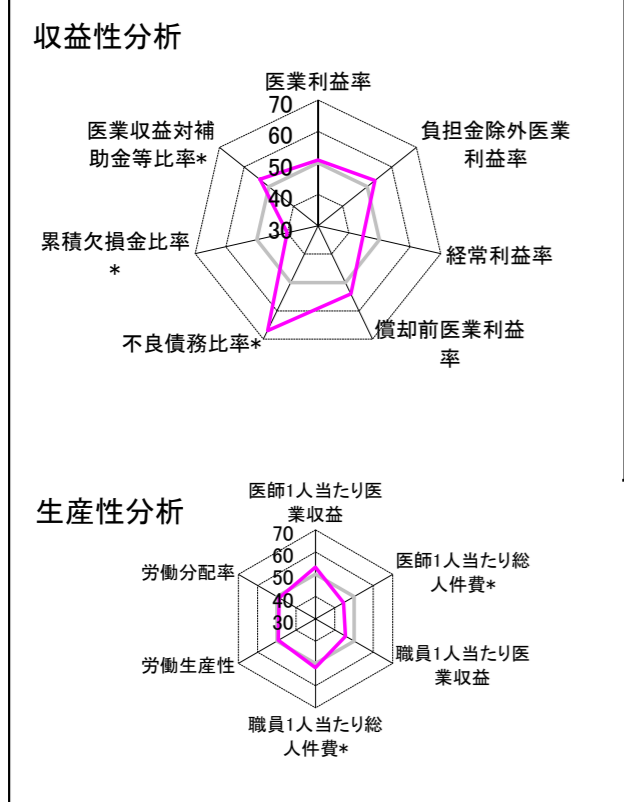 収益性分析
医業利益率
70
60
50
40
30
医業収益対補
助金等比率*
負担金除外医業
利益率
累積欠損金比率
*
経常利益率
不良債務比率*
償却前医業利益
率
生産性分析
医師1人当たり医
業収益
70
60
50
40
30
労働分配率
医師1人当たり総
人件費*
労働生産性
職員1人当たり医
業収益
職員1人当たり総
人件費*